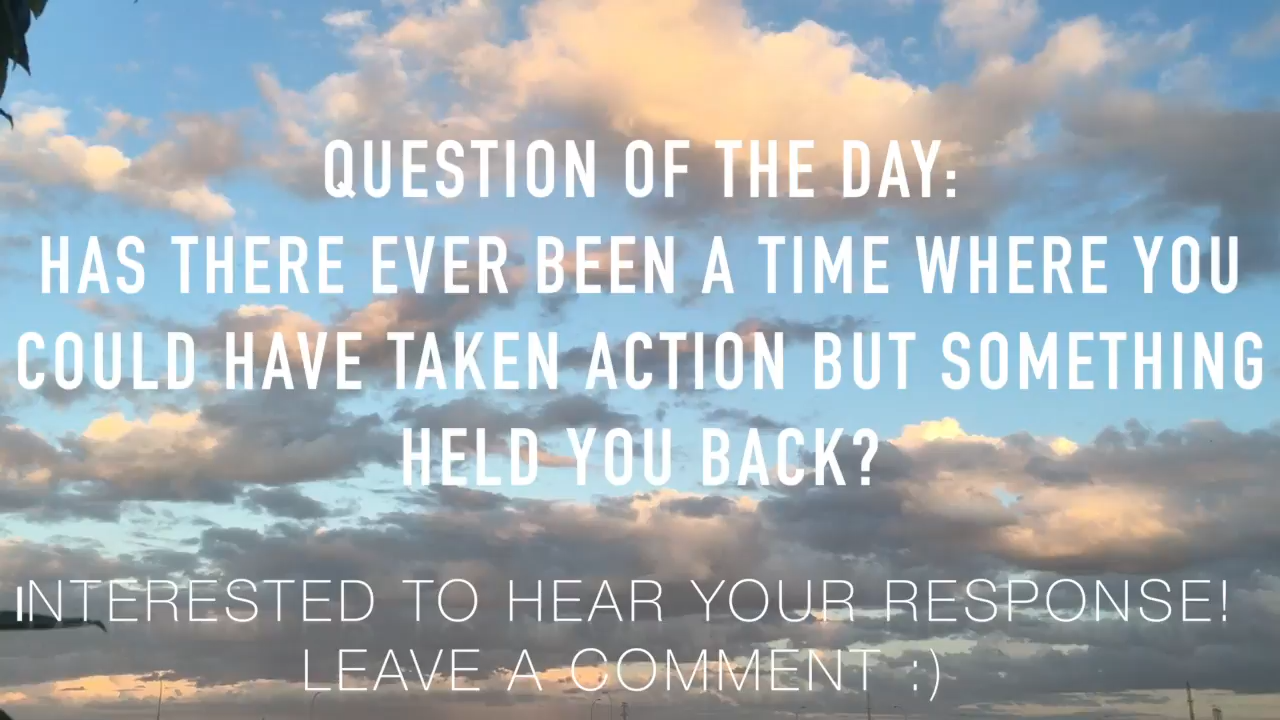 QUESTION OF THE DAY:
HAS THERE EVER BEEN A TIME WHERE YOU
COULD HAVE TAKEN ACTION BUT SOMETHING
HELD YOU BACK?
INTERESTED TO HEAR YOUR RESPONSE!
LEAVE A COMMENT :)